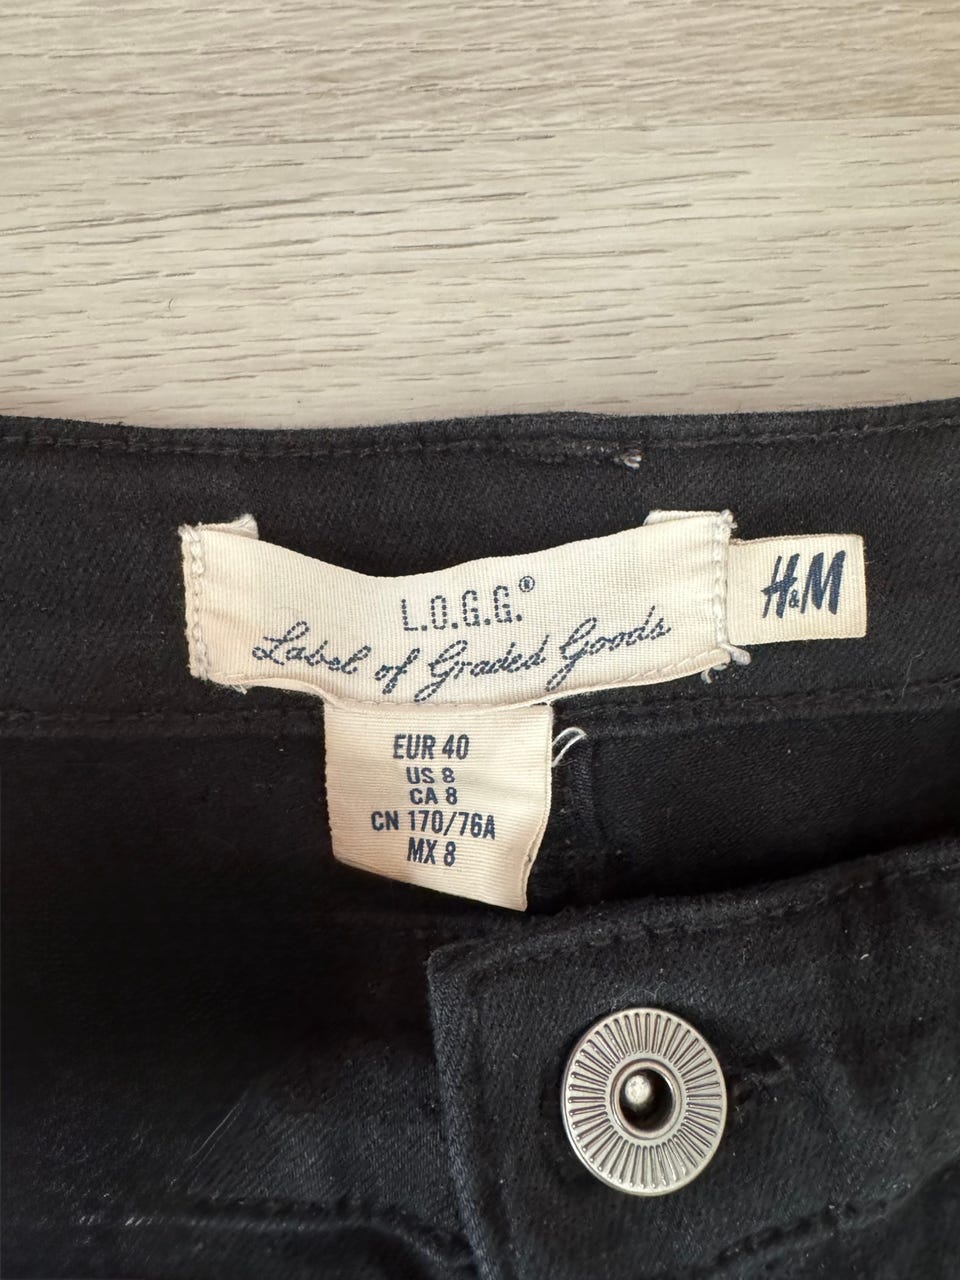 L.O.G.G.®
Label of Graded Goods
H&M
EUR 40
US 8
CA 8
CN 170/76A
MX 8